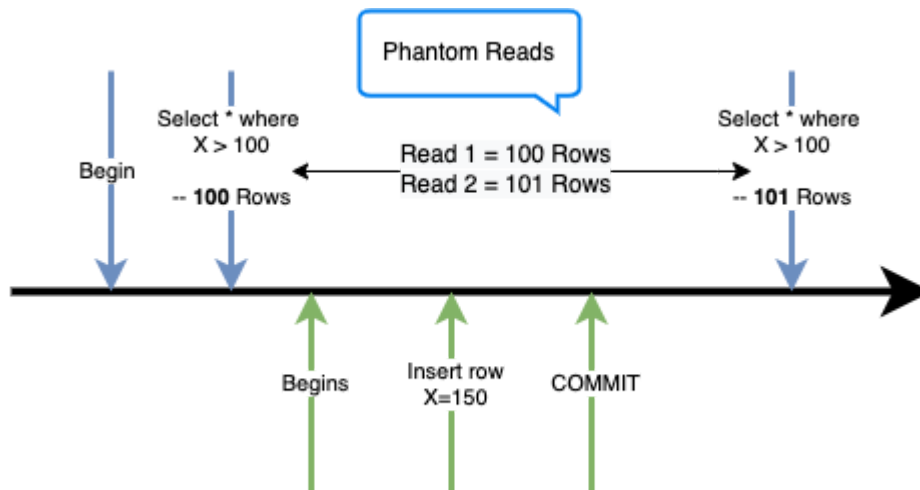 Phantom Reads
Select * where
X > 100
-- 100 Rows
Begin
Read 1 = 100 Rows
Read 2 = 101 Rows
Select * where
X > 100
-- 101 Rows
Begins
Insert row
X=150
COMMIT